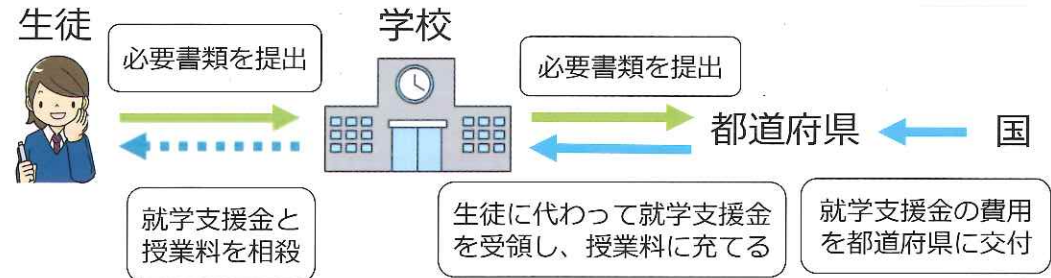 生徒
学校
必要書類を提出
必要書類を提出
都道府県
国
就学支援金と
授業料を相殺
生徒に代わって就学支援金
を受領し、授業料に充てる
就学支援金の費用
を都道府県に交付